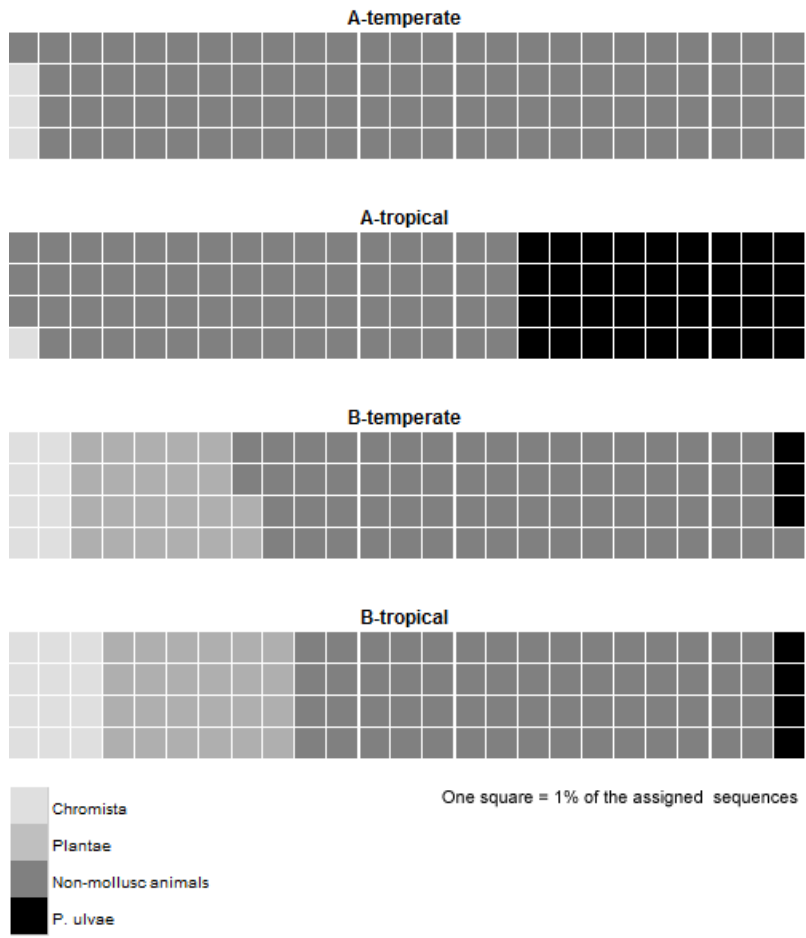 A-temperate
A-tropical
B-temperate
B-tropical
One square = 1% of the assigned sequences
Chromista
Plantae
Non-mollusc animals
P. ulvae